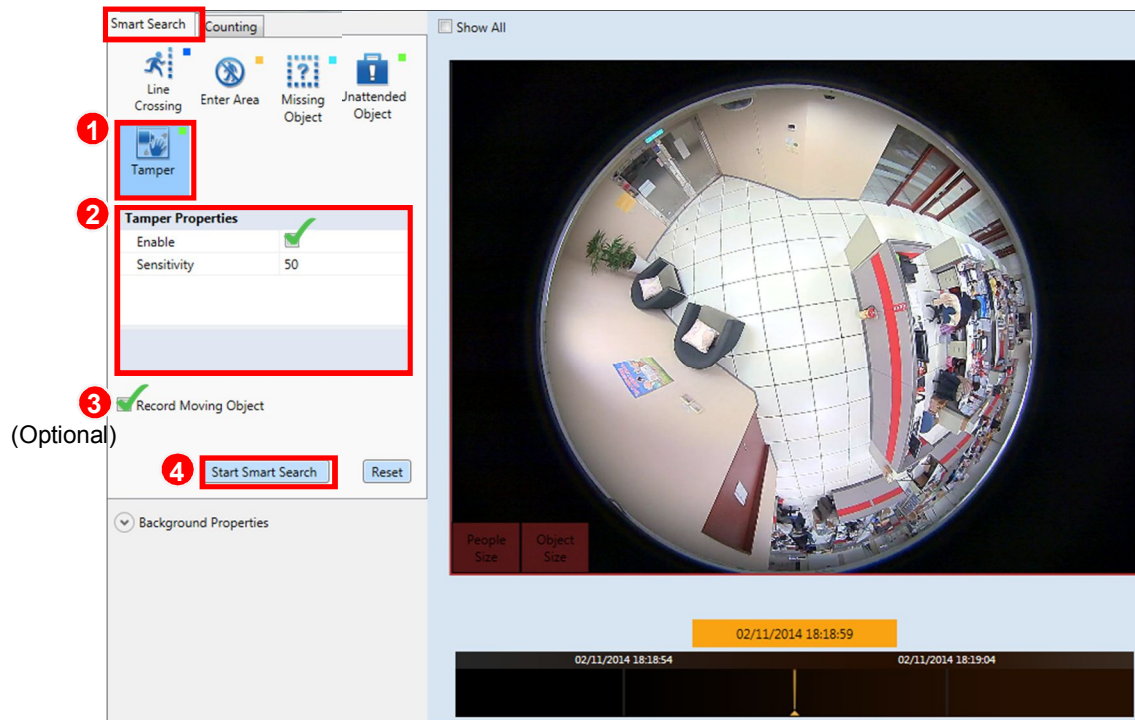 Smart Search
Counting
Show All
Line
Crossing
Enter Area
Missing
Object
Jnattended
Object
1
Tamper
2
Tamper Properties
Enable
Sensitivity
50
3
Record Moving Object
(Optional)
4
Start Smart Search
Reset
Background Properties
People
Size
Object
Size
02/11/2014 18:18:59
02/11/2014 18:18:54
02/11/2014 18:19:04